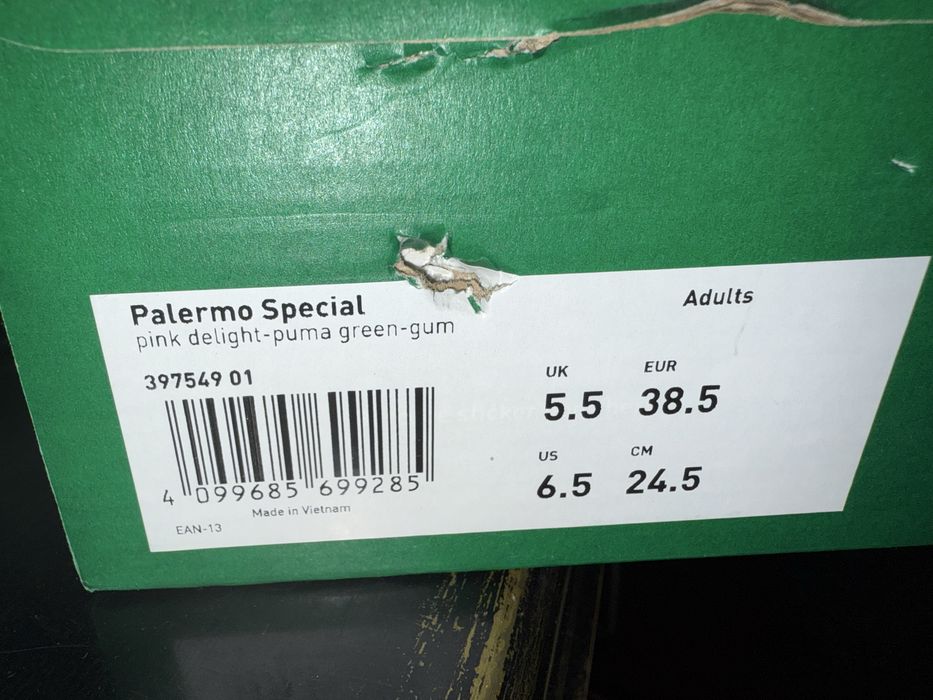 Palermo Special
Adults
pink delight-puma green-gum
397549 01
UK EUR
5.5 38.5
US CM
6.5 24.5
4 099685 699285
Made in Vietnam
EAN-13